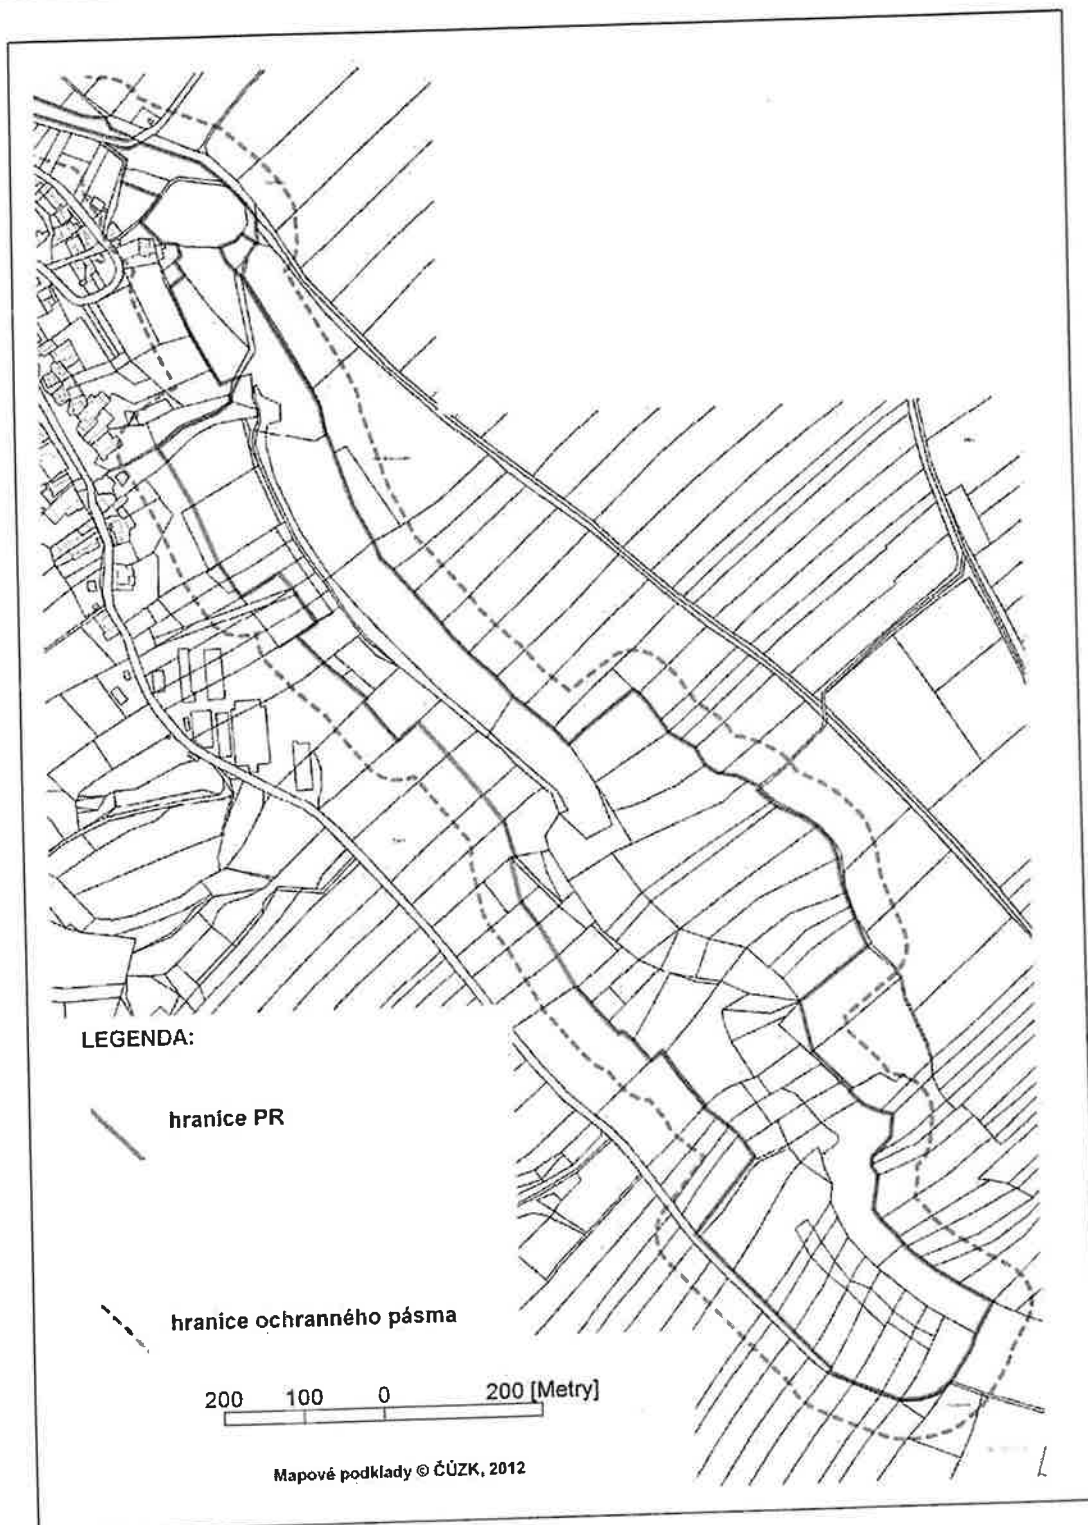 LEGENDA:
hranice PR
hranice ochranného pásma
200 100 0 200 [Metry]
Mapové podklady © ČÚZK, 2012